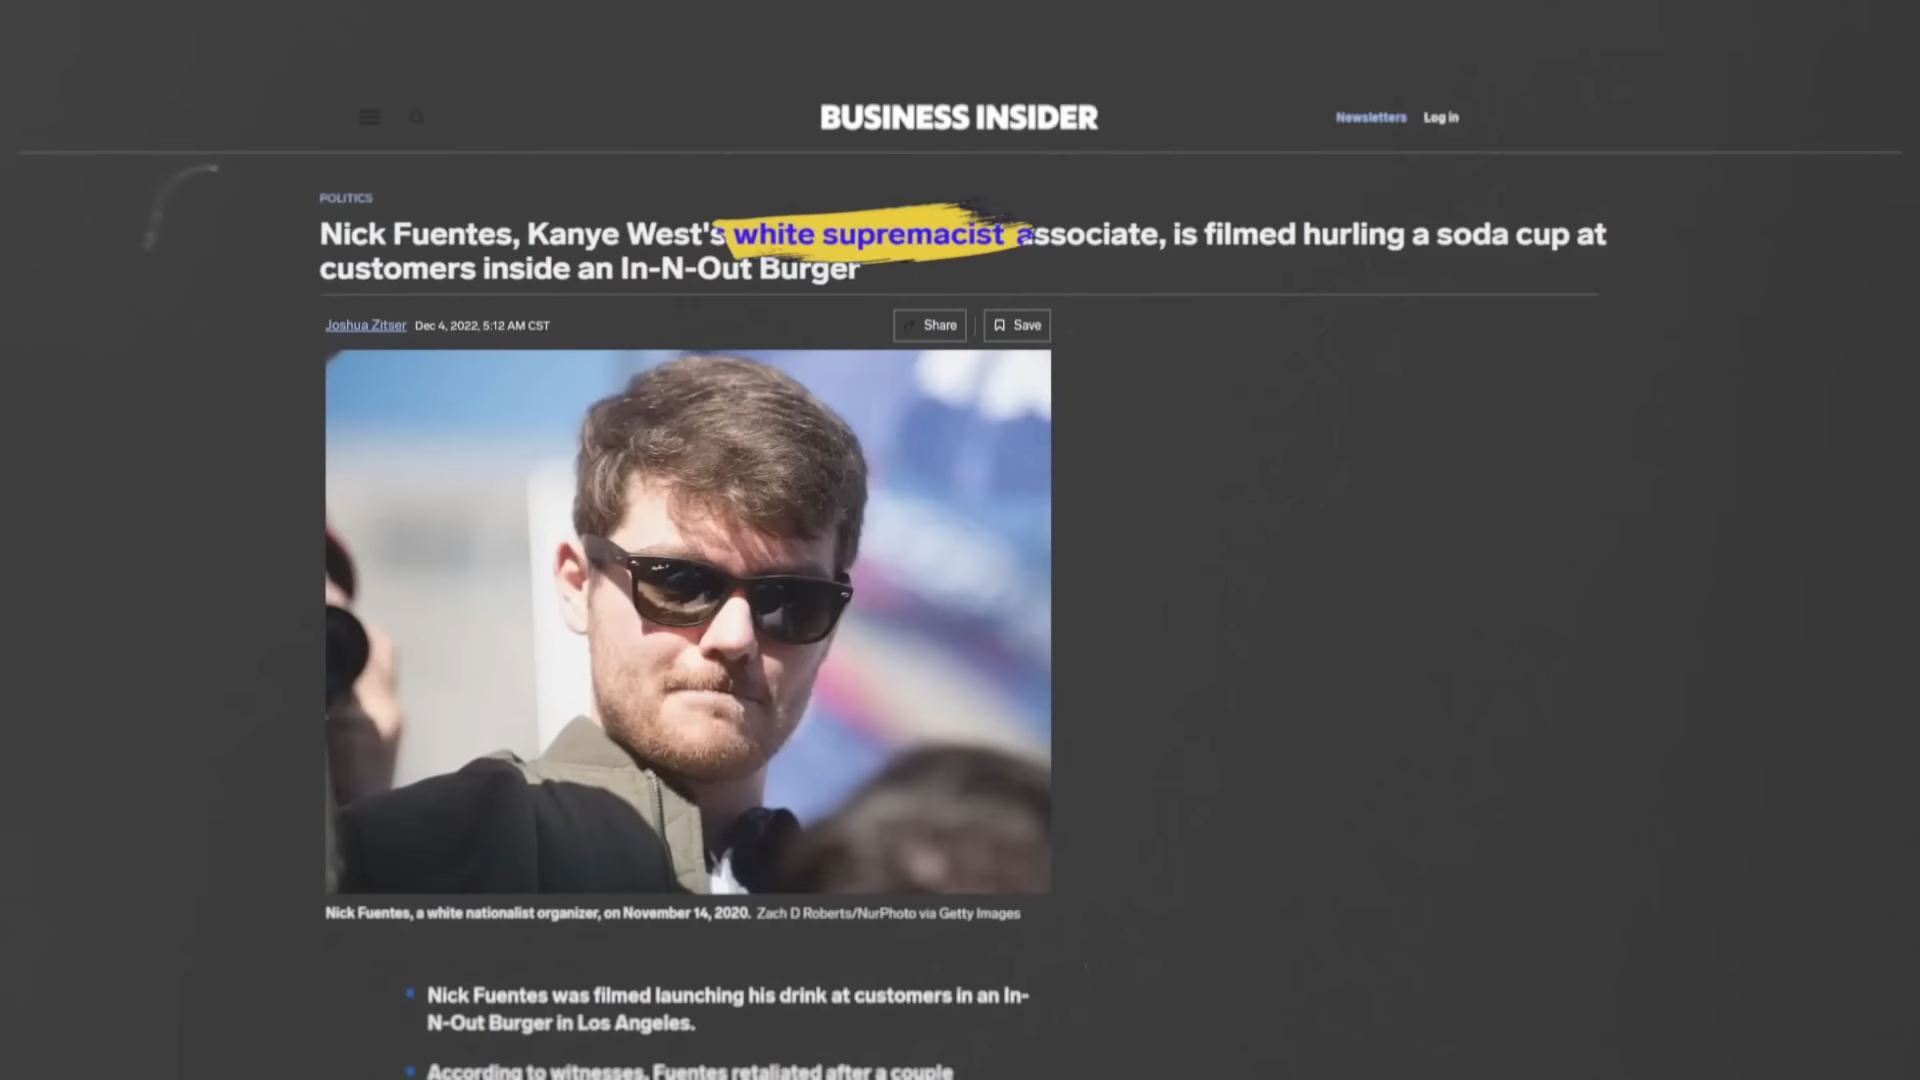 BUSINESS INSIDER
Newsletters Log in
POLITICS
Nick Fuentes, Kanye West's white supremacist associate, is filmed hurling a soda cup at
customers inside an In-N-Out Burger
Joshua Zitser Dec 4, 2022, 5:12 AM CST
Share Save
Nick Fuentes, a white nationalist organizer, on November 14, 2020. Zach D Roberts/NurPhoto via Getty Images
Nick Fuentes was filmed launching his drink at customers in an In-
N-Out Burger in Los Angeles.
According to witnesses, Fuentes retaliated after a couple